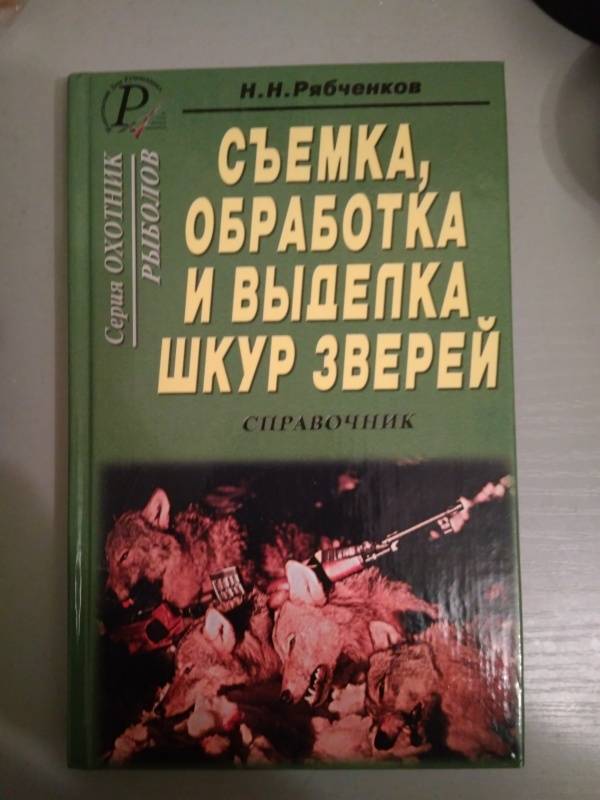 Н.Н.Рябченков
Р
Серия ОХОТНИК
РЫБОЛОВ
СЪЕМКА,
ОБРАБОТКА
И ВЫДЕЛКА
ШКУР ЗВЕРЕЙ
СПРАВОЧНИК